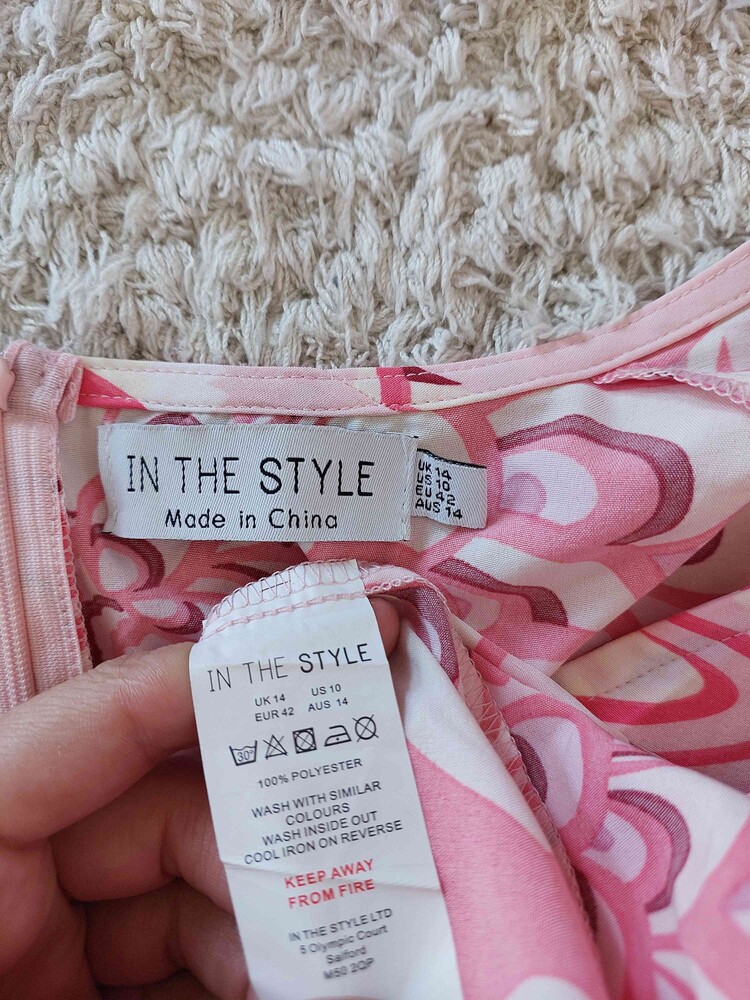 IN THE STYLE
Made in China
UK 14
US 10
EU 42
AUS 14
IN THE STYLE
UK 14 US 10
EUR 42 AUS 14
30°
100% POLYESTER
WASH WITH SIMILAR
COLOURS
WASH INSIDE OUT
COOL IRON ON REVERSE
KEEP AWAY
FROM FIRE
IN THE STYLE LTD
5 Olympic Court
Salford
M50 2QP